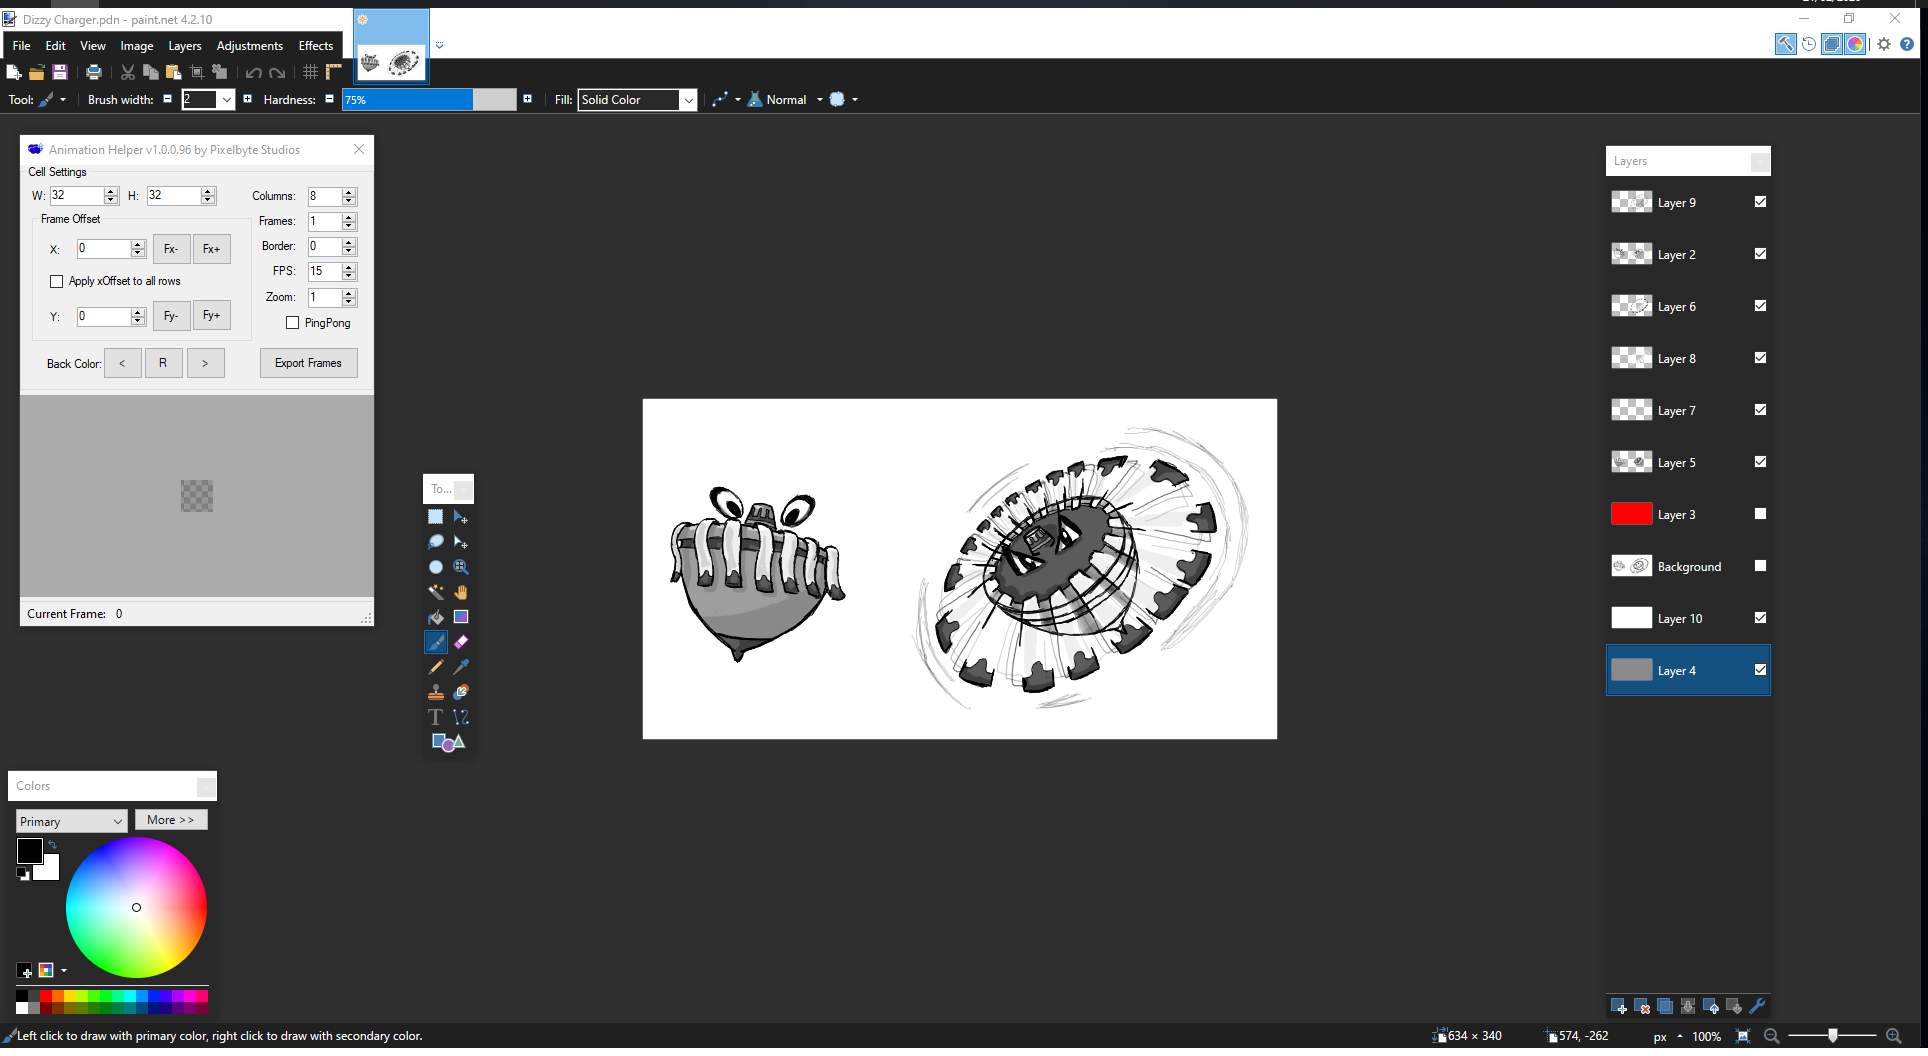 Dizzy Charger.pdn - paint.net 4.2.10
File Edit View Image Layers Adjustments Effects
Tool: Brush width: 2 Hardness: 75% Fill: Solid Color Normal
Animation Helper v1.0.0.96 by Pixelbyte Studios
Cell Settings
W: 32 H: 32 Columns: 8
Frame Offset Frames: 1
Border: 0
X: 0 Fx- Fx+
FPS: 15
Apply xOffset to all rows
Zoom: 1
Y: 0 Fy- Fy+
PingPong
Back Color: < R > Export Frames
Current Frame: 0
To...
Colors
Primary More >>
Layers
Layer 9
Layer 2
Layer 6
Layer 8
Layer 7
Layer 5
Layer 3
Background
Layer 10
Layer 4
Left click to draw with primary color, right click to draw with secondary color.
634 × 340 574, -262 px 100%